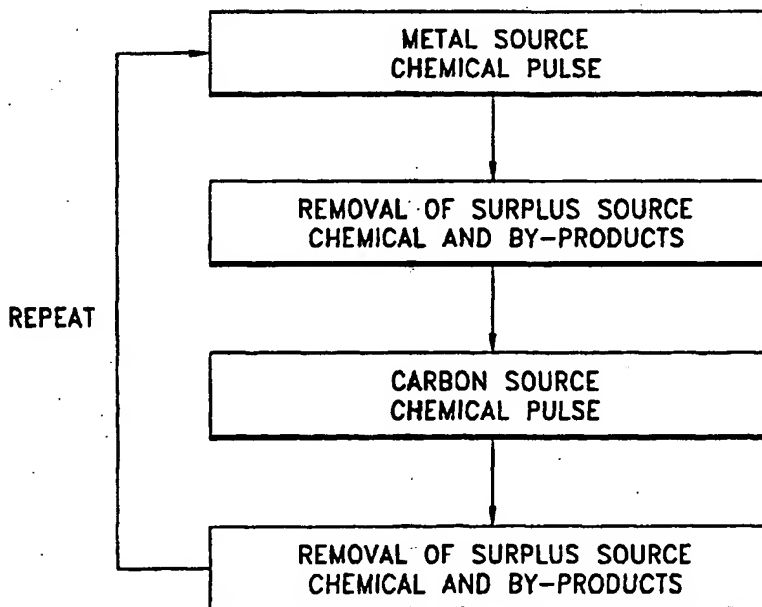 METAL SOURCE
CHEMICAL PULSE
REMOVAL OF SURPLUS SOURCE
CHEMICAL AND BY-PRODUCTS
REPEAT
CARBON SOURCE
CHEMICAL PULSE
REMOVAL OF SURPLUS SOURCE
CHEMICAL AND BY-PRODUCTS